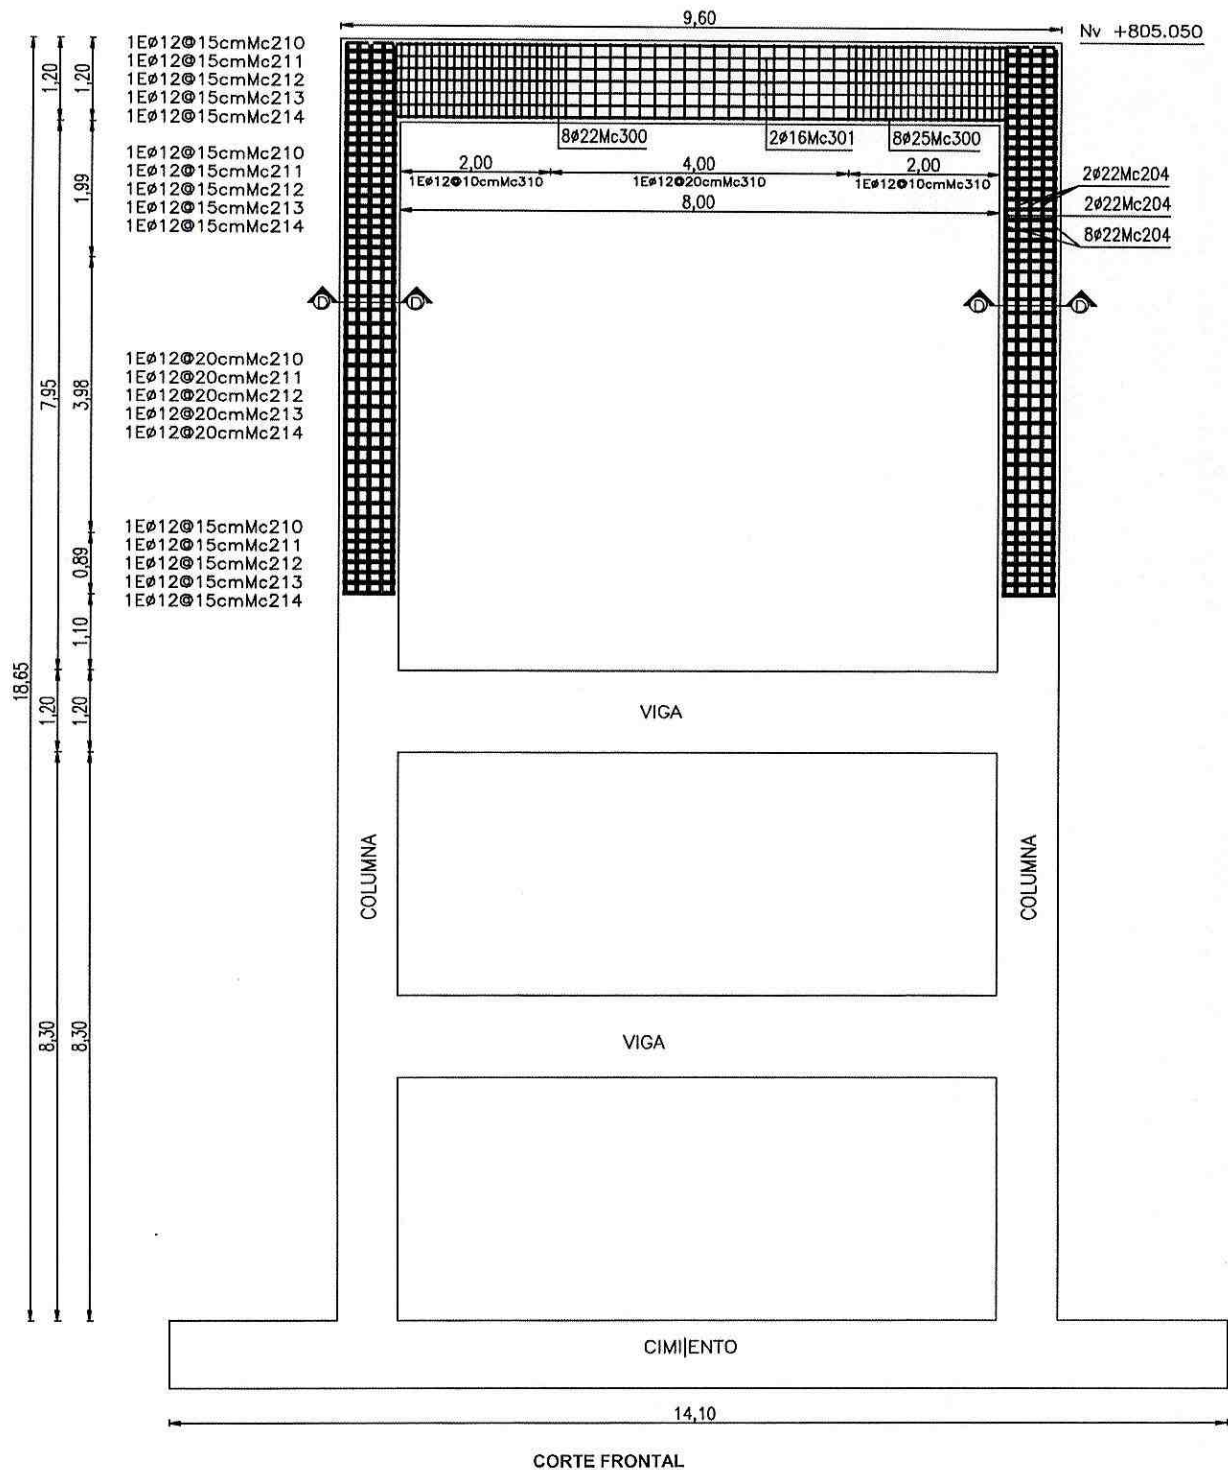 9,60
Nv +805.050
1EØ12@15cmMc210
1EØ12@15cmMc211
1EØ12@15cmMc212
1EØ12@15cmMc213
1EØ12@15cmMc214
1,20
1,20
8Ø22Mc300
2Ø16Mc301
8Ø25Mc300
2,00
4,00
2,00
1EØ12@10cmMc310
1EØ12@20cmMc310
1EØ12@10cmMc310
8,00
1EØ12@15cmMc210
1EØ12@15cmMc211
1EØ12@15cmMc212
1EØ12@15cmMc213
1EØ12@15cmMc214
1,99
2Ø22Mc204
2Ø22Mc204
8Ø22Mc204
D
D
D
D
1EØ12@20cmMc210
1EØ12@20cmMc211
1EØ12@20cmMc212
1EØ12@20cmMc213
1EØ12@20cmMc214
7,95
3,98
1EØ12@15cmMc210
1EØ12@15cmMc211
1EØ12@15cmMc212
1EØ12@15cmMc213
1EØ12@15cmMc214
0,89
1,10
18,65
1,20
1,20
VIGA
COLUMNA
COLUMNA
8,30
8,30
VIGA
CIMIENTO
14,10
CORTE FRONTAL